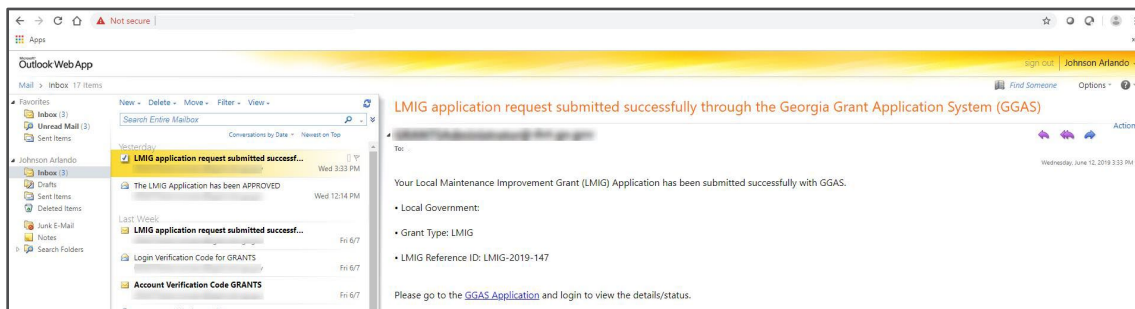 Not secure
Apps
Microsoft
Outlook Web App
sign out Johnson Arlando
Mail > Inbox 17 Items
Find Someone Options
Favorites
Inbox (3)
Unread Mail (3)
Sent Items
Johnson Arlando
Inbox (3)
Drafts
Sent Items
Deleted Items
Junk E-Mail
Notes
Search Folders
New Delete Move Filter View
Search Entire Mailbox
Conversations by Date Newest on Top
Yesterday
LMIG application request submitted successf...
Wed 3:33 PM
The LMIG Application has been APPROVED
Wed 12:14 PM
Last Week
LMIG application request submitted successf...
Fri 6/7
Login Verification Code for GRANTS
Fri 6/7
Account Verification Code GRANTS
Fri 6/7
LMIG application request submitted successfully through the Georgia Grant Application System (GGAS)
To:
Action
Wednesday, June 12, 2019 3:33 PM
Your Local Maintenance Improvement Grant (LMIG) Application has been submitted successfully with GGAS.
• Local Government:
• Grant Type: LMIG
• LMIG Reference ID: LMIG-2019-147
Please go to the GGAS Application and login to view the details/status.